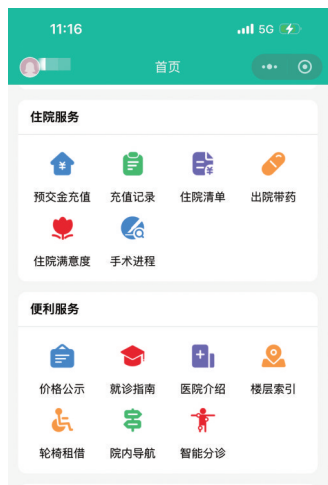 11:16
5G
首页
住院服务
预交金充值 充值记录 住院清单 出院带药
住院满意度 手术进程
便利服务
价格公示 就诊指南 医院介绍 楼层索引
轮椅租借 院内导航 智能分诊